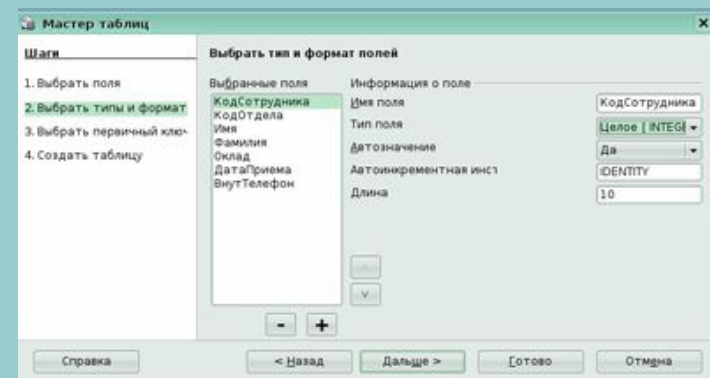 Мастер таблиц
Шаги
1. Выбрать поля
2. Выбрать типы и формат
3. Выбрать первичный клю
4. Создать таблицу
Выбрать тип и формат полей
Выбранные поля
КодСотрудника
КодОтдела
Имя
Фамилия
Оклад
ДатаПриема
ВнутТелефон
- +
Информация о поле
Имя поля КодСотрудника
Тип поля Целое [ INTEG
Автозначение Да
Автоинкрементная инст IDENTITY
Длина 10
Справка < Назад Дальше > Готово Отмена